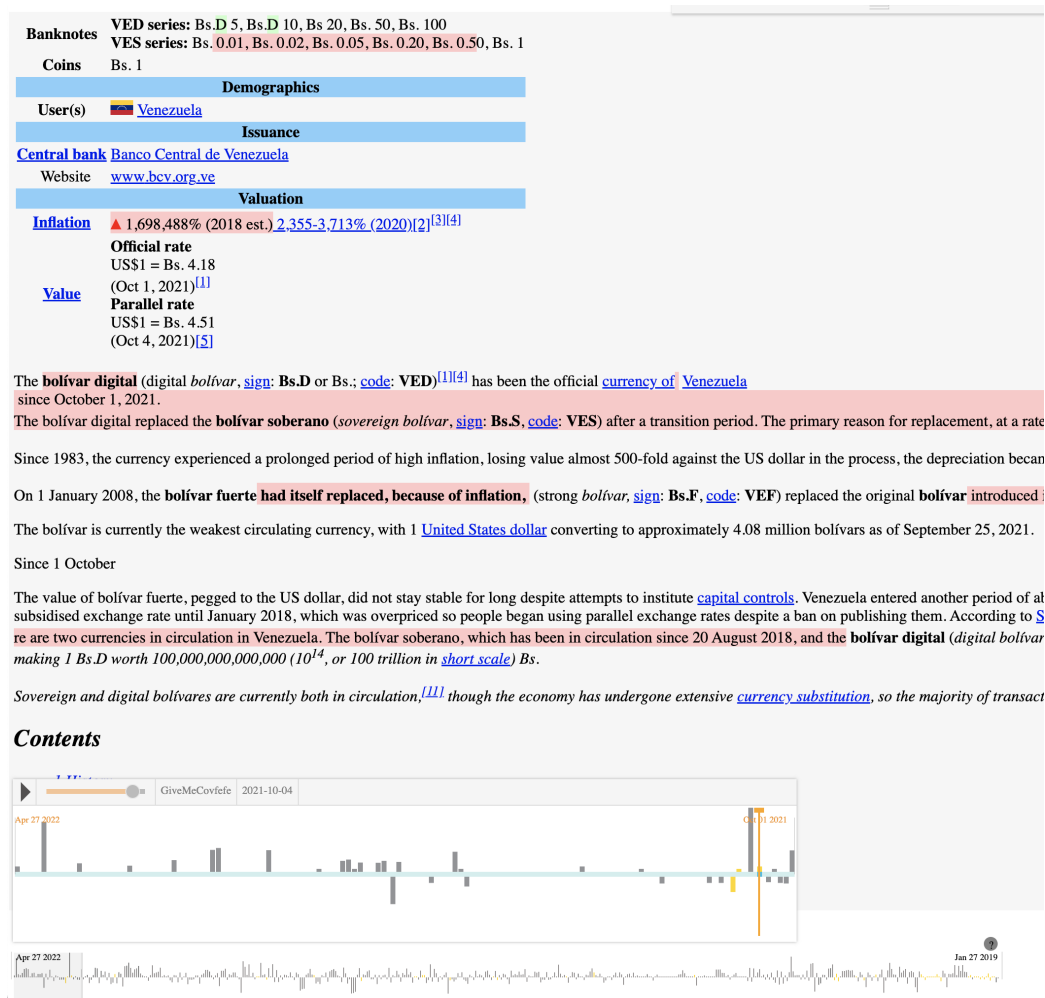 Banknotes VED series: Bs.D 5, Bs.D 10, Bs 20, Bs. 50, Bs. 100
VES series: Bs. 0.01, Bs. 0.02, Bs. 0.05, Bs. 0.20, Bs. 0.50, Bs. 1
Coins Bs. 1
Demographics
User(s) Venezuela
Issuance
Central bank Banco Central de Venezuela
Website www.bcv.org.ve
Valuation
Inflation ▲ 1,698,488% (2018 est.) 2,355-3,713% (2020)[2][3][4]
Value
Official rate
US$1 = Bs. 4.18
(Oct 1, 2021)[1]
Parallel rate
US$1 = Bs. 4.51
(Oct 4, 2021)[5]
The bolívar digital (digital bolívar, sign: Bs.D or Bs.; code: VED)[1][4] has been the official currency of Venezuela
since October 1, 2021.
The bolívar digital replaced the bolívar soberano (sovereign bolívar, sign: Bs.S, code: VES) after a transition period. The primary reason for replacement, at a rate
Since 1983, the currency experienced a prolonged period of high inflation, losing value almost 500-fold against the US dollar in the process, the depreciation becam
On 1 January 2008, the bolívar fuerte had itself replaced, because of inflation, (strong bolívar, sign: Bs.F, code: VEF) replaced the original bolívar introduced i
The bolívar is currently the weakest circulating currency, with 1 United States dollar converting to approximately 4.08 million bolívars as of September 25, 2021.
Since 1 October
The value of bolívar fuerte, pegged to the US dollar, did not stay stable for long despite attempts to institute capital controls. Venezuela entered another period of ab
subsidised exchange rate until January 2018, which was overpriced so people began using parallel exchange rates despite a ban on publishing them. According to S
re are two currencies in circulation in Venezuela. The bolívar soberano, which has been in circulation since 20 August 2018, and the bolívar digital (digital bolívar
making 1 Bs.D worth 100,000,000,000,000 (10^14, or 100 trillion in short scale) Bs.
Sovereign and digital bolívares are currently both in circulation,[11] though the economy has undergone extensive currency substitution, so the majority of transact
Contents
1 History
GiveMeCovfefe 2021-10-04
Apr 27 2022 Oct 01 2021
?
Apr 27 2022 Jan 27 2019